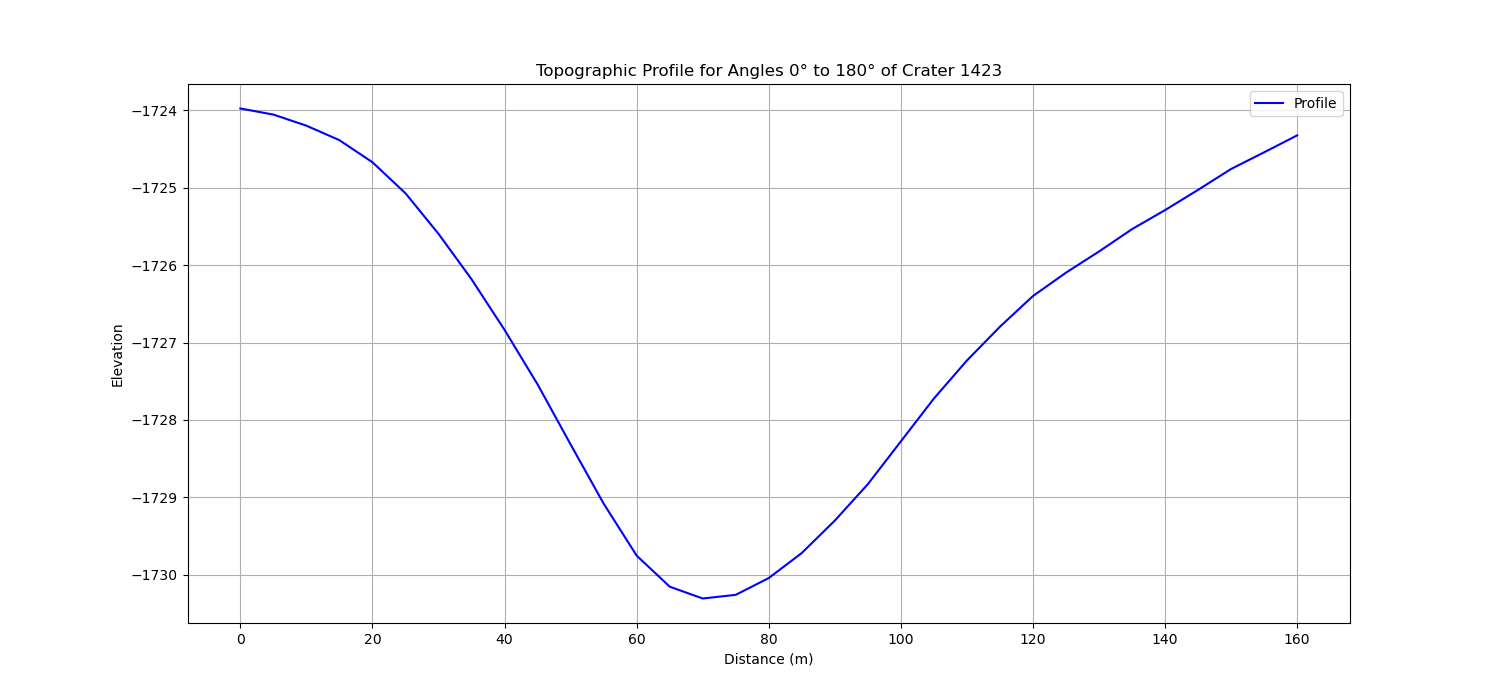 Topographic Profile for Angles 0° to 180° of Crater 1423
Profile
−1724
−1725
−1726
−1727
−1728
−1729
−1730
Elevation
0 20 40 60 80 100 120 140 160
Distance (m)